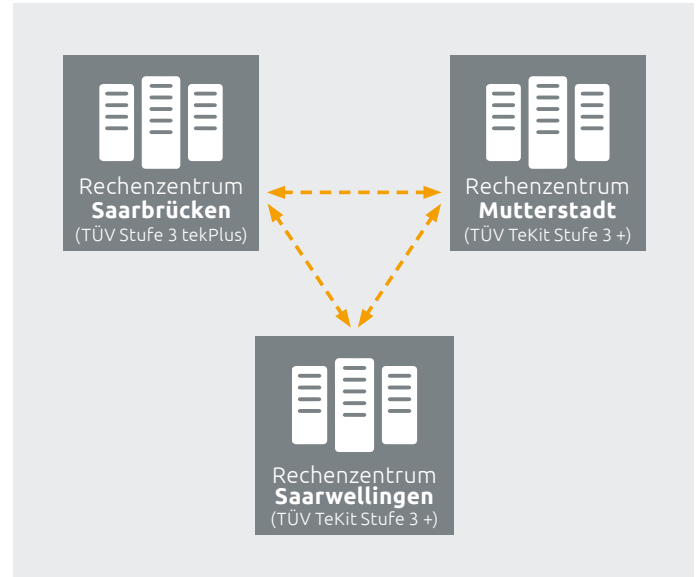 Rechenzentrum
Saarbrücken
(TÜV Stufe 3 tekPlus)
Rechenzentrum
Mutterstadt
(TÜV TeKit Stufe 3 +)
Rechenzentrum
Saarwellingen
(TÜV TeKit Stufe 3 +)